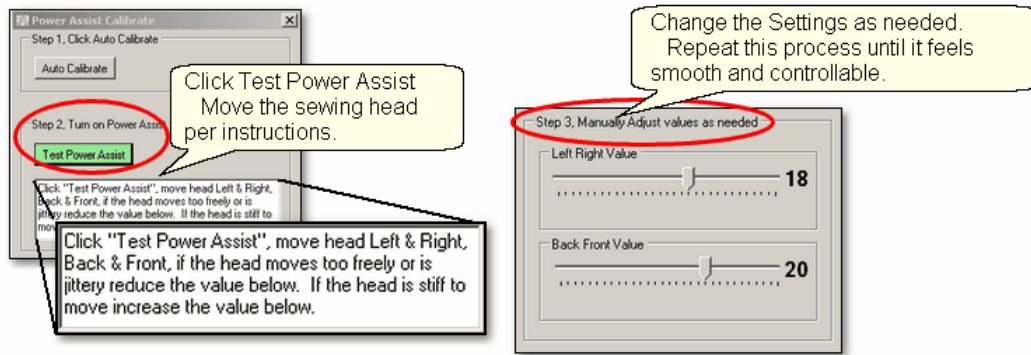 Power Assist Calibrate
Step 1, Click Auto Calibrate
Auto Calibrate
Click Test Power Assist
Move the sewing head
per instructions.
Step 2, Turn on Power Assist
Test Power Assist
Click "Test Power Assist", move head Left & Right,
Back & Front, if the head moves too freely or is
jittery reduce the value below. If the head is stiff to
mov
Click "Test Power Assist", move head Left & Right,
Back & Front, if the head moves too freely or is
jittery reduce the value below. If the head is stiff to
move increase the value below.
Change the Settings as needed.
Repeat this process until it feels
smooth and controllable.
Step 3, Manually Adjust values as needed
Left Right Value
18
Back Front Value
20